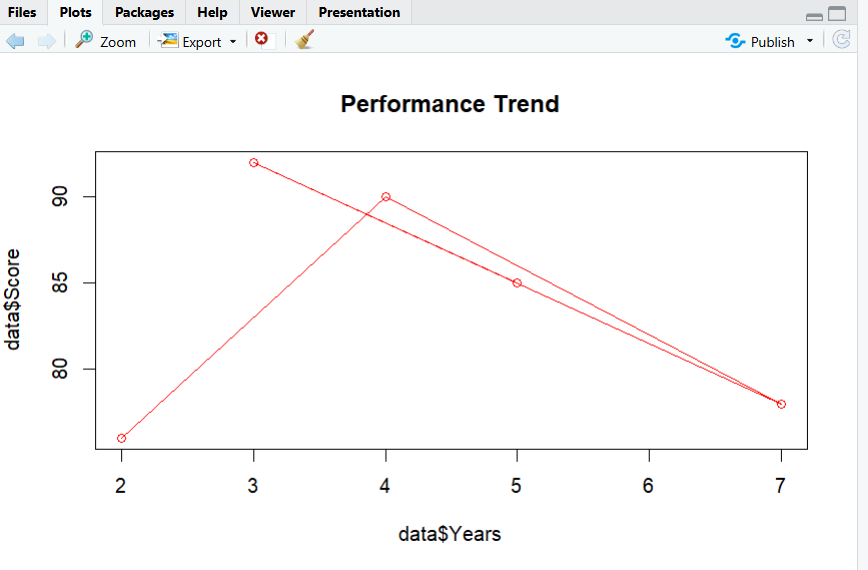 Files Plots Packages Help Viewer Presentation
Zoom Export Publish
Performance Trend
90
85
80
data$Score
2 3 4 5 6 7
data$Years